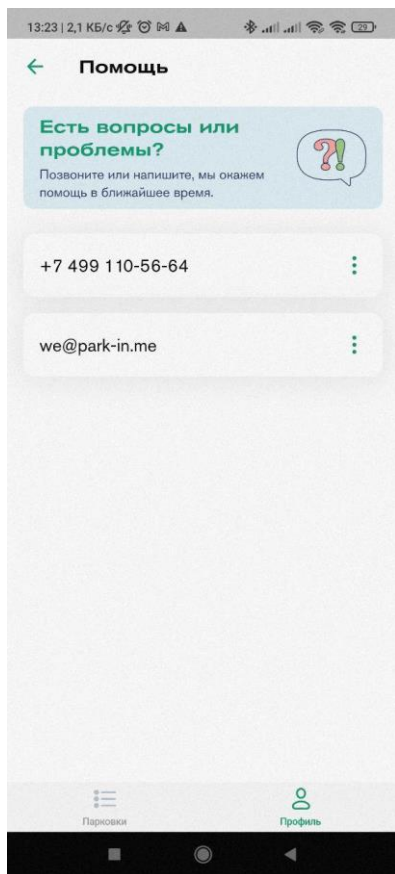 13:23 | 2,1 КБ/с
29
Помощь
Есть вопросы или
проблемы?
Позвоните или напишите, мы окажем
помощь в ближайшее время.
?!
+7 499 110-56-64
we@park-in.me
Парковки
Профиль